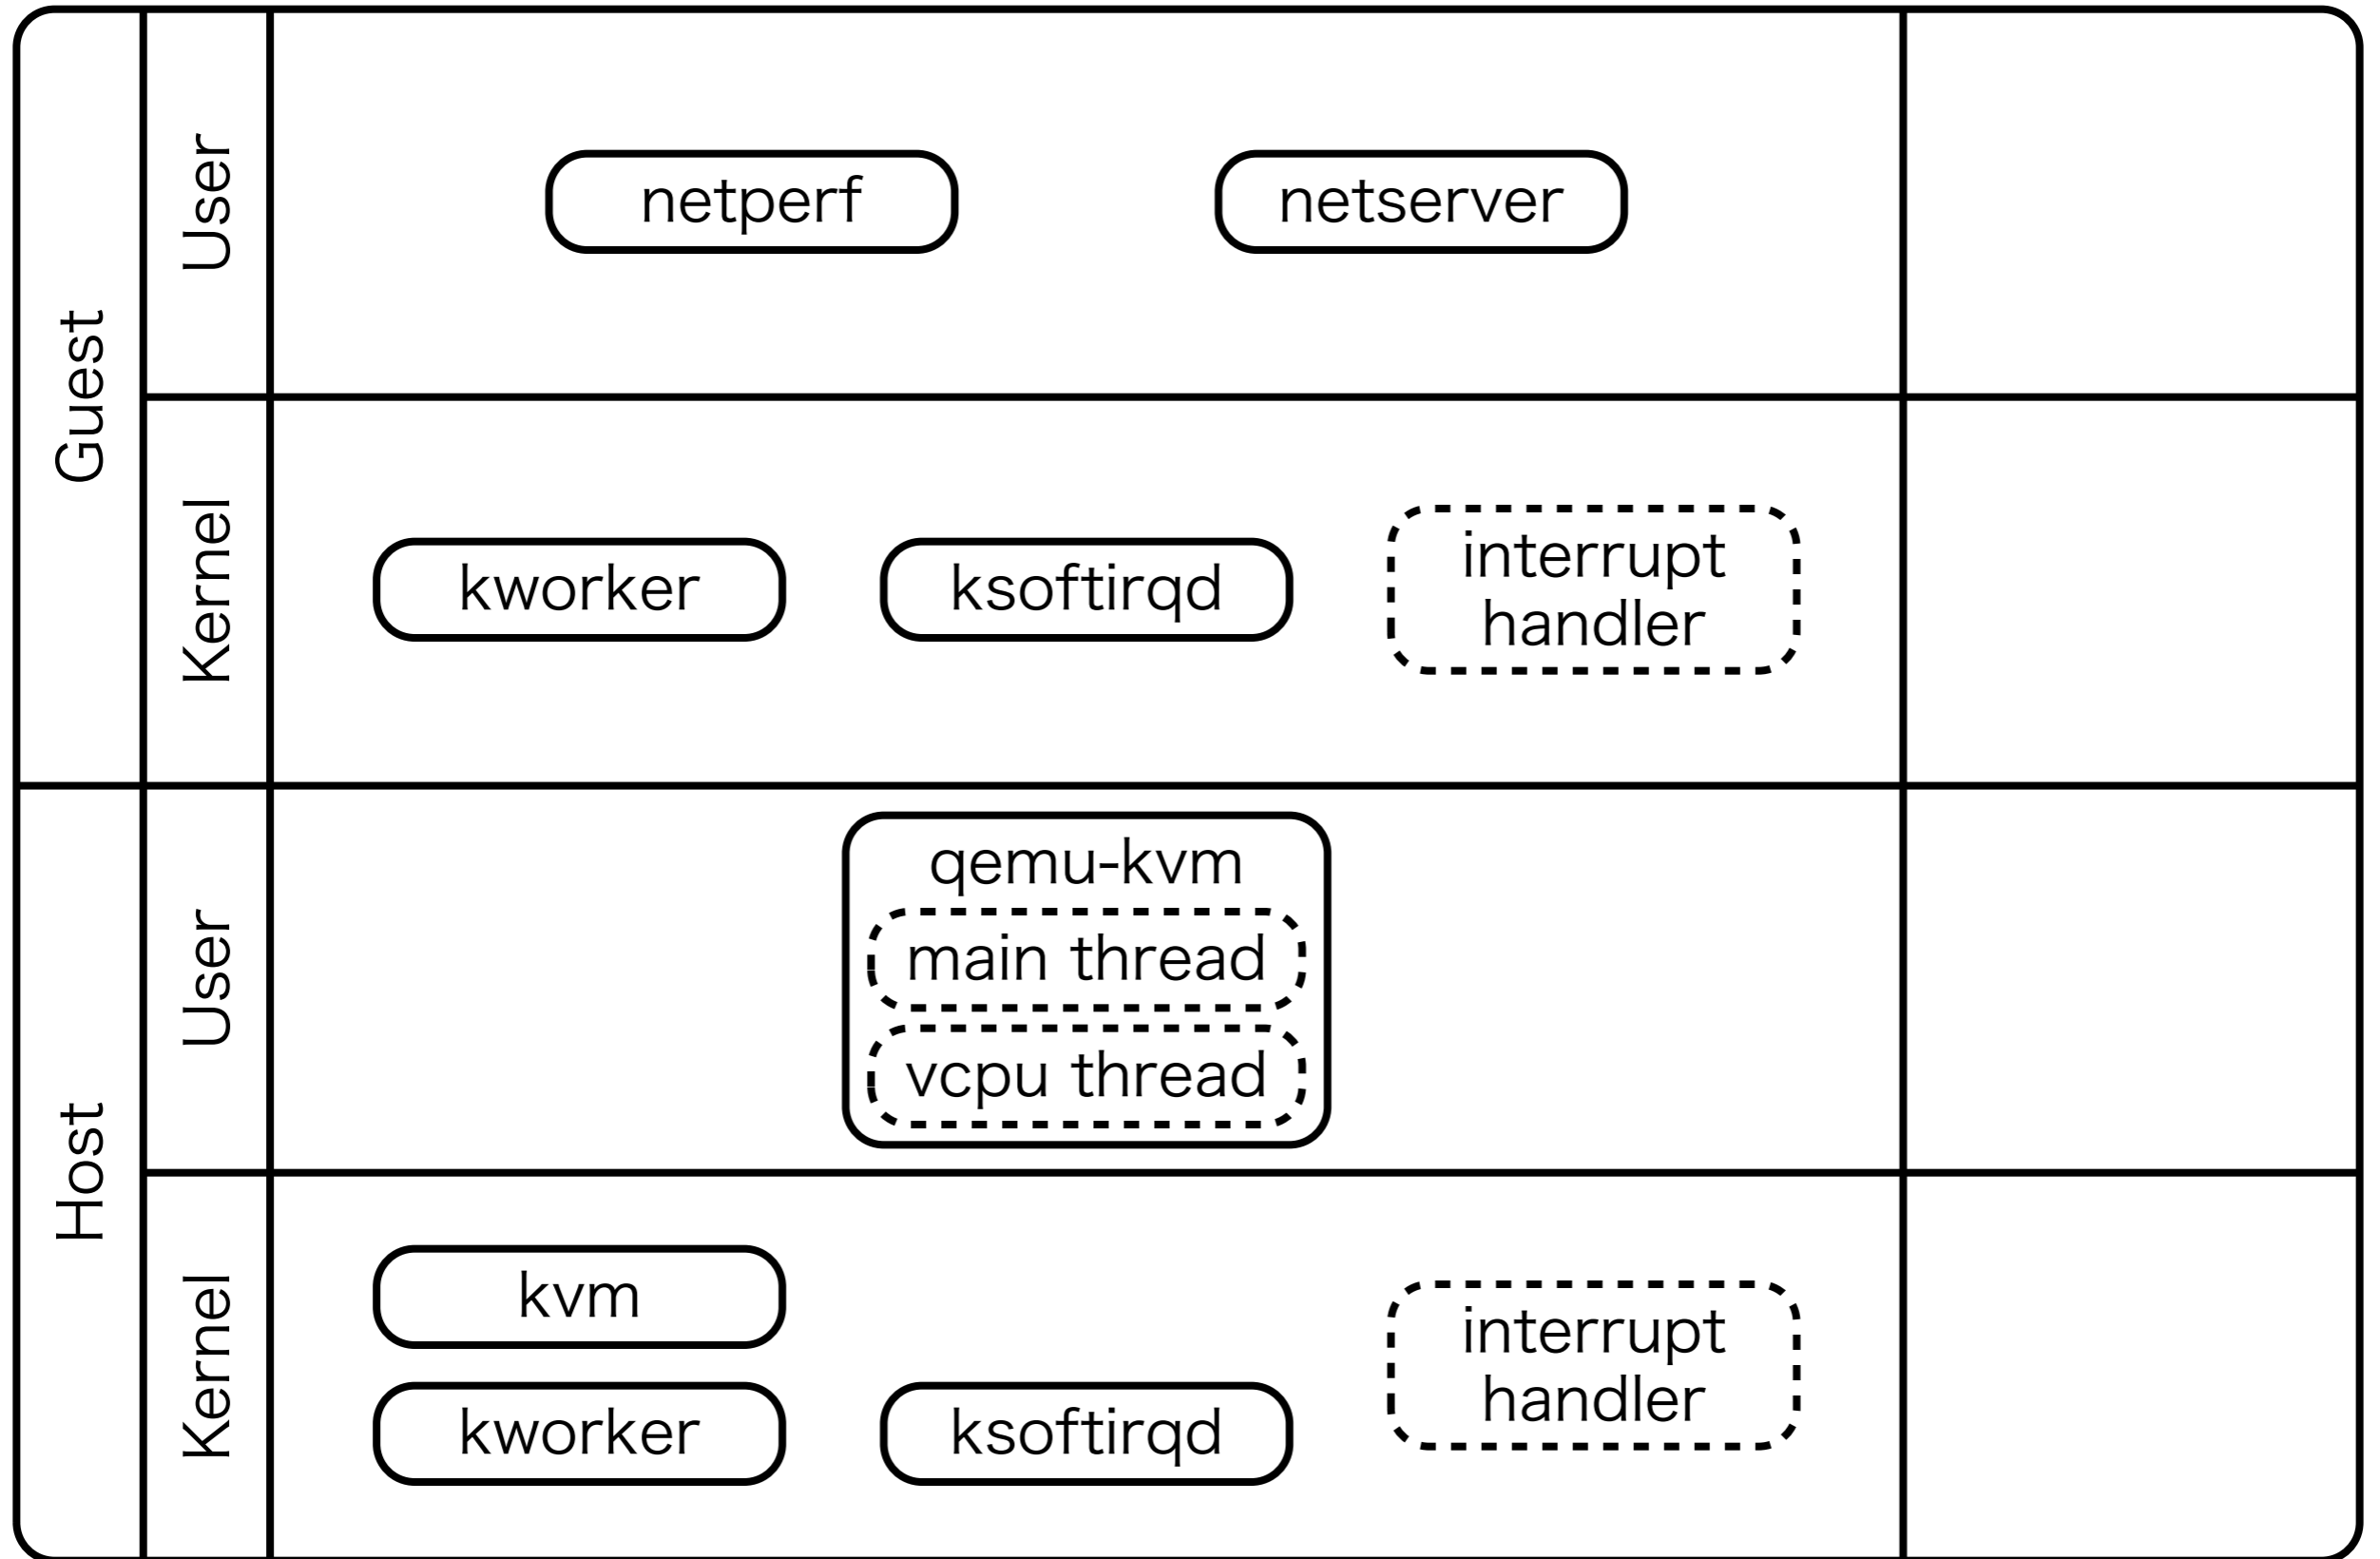 Guest
User
netperf
netserver
Kernel
kworker
ksoftirqd
interrupt
handler
Host
User
qemu-kvm
main thread
vcpu thread
Kernel
kvm
kworker
ksoftirqd
interrupt
handler